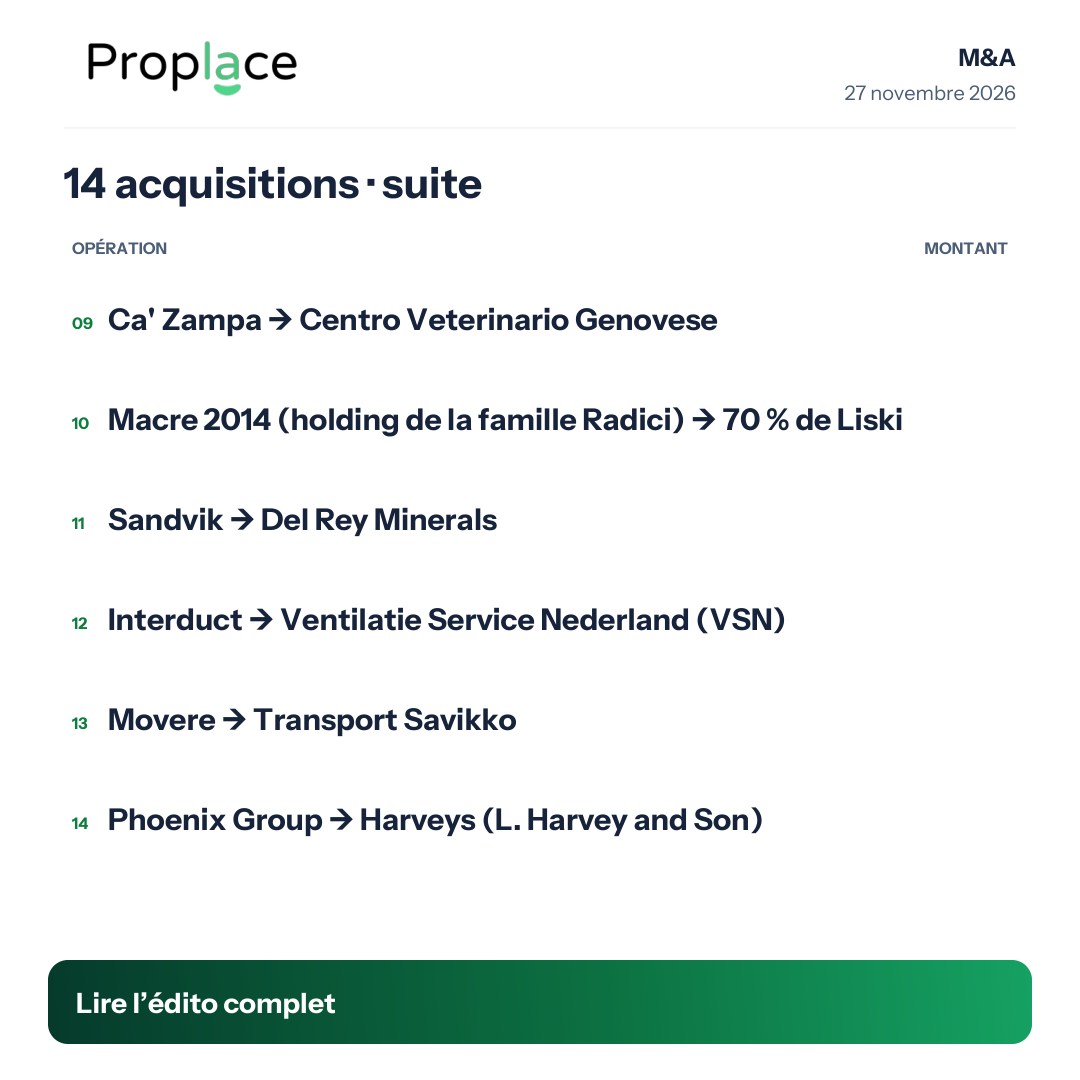 Proplace
M&A
27 novembre 2026
14 acquisitions · suite
OPÉRATION MONTANT
09 Ca' Zampa → Centro Veterinario Genovese
10 Macre 2014 (holding de la famille Radici) → 70 % de Liski
11 Sandvik → Del Rey Minerals
12 Interduct → Ventilatie Service Nederland (VSN)
13 Movere → Transport Savikko
14 Phoenix Group → Harveys (L. Harvey and Son)
Lire l’édito complet